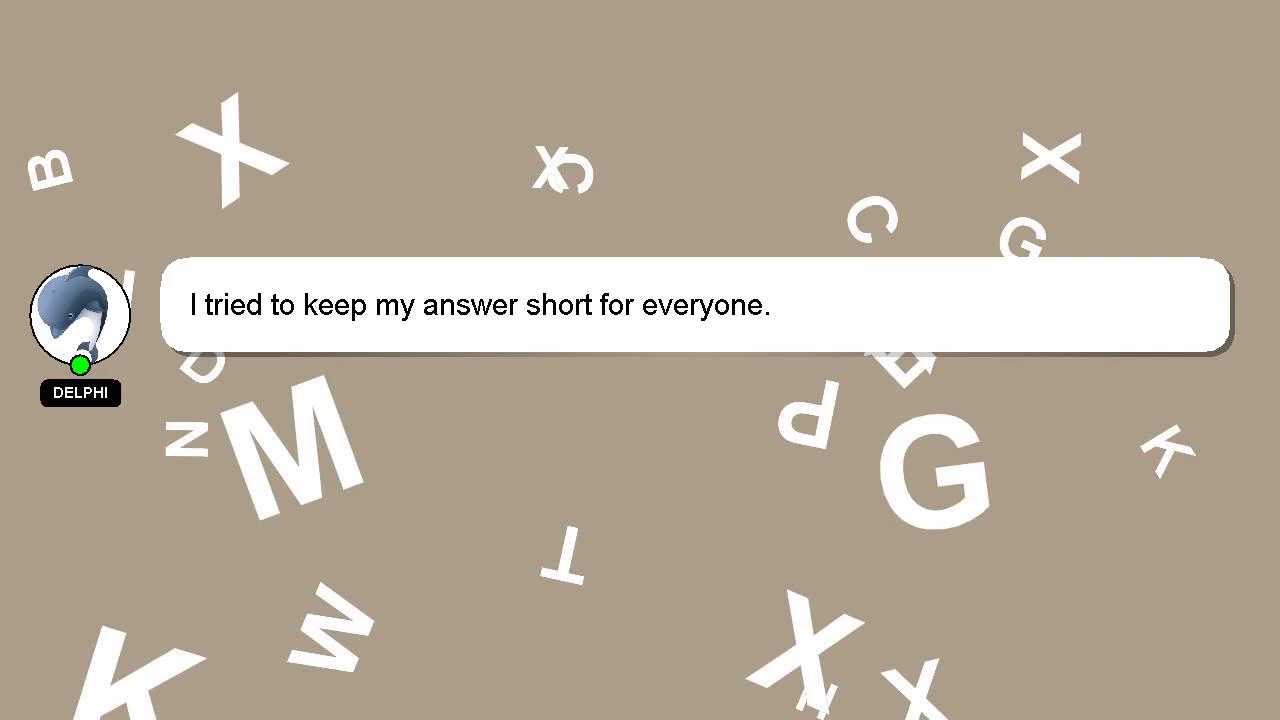 B
X
X
C
X
C
G
I tried to keep my answer short for everyone.
DELPHI
D
P
N
M
G
K
T
W
X
K
X